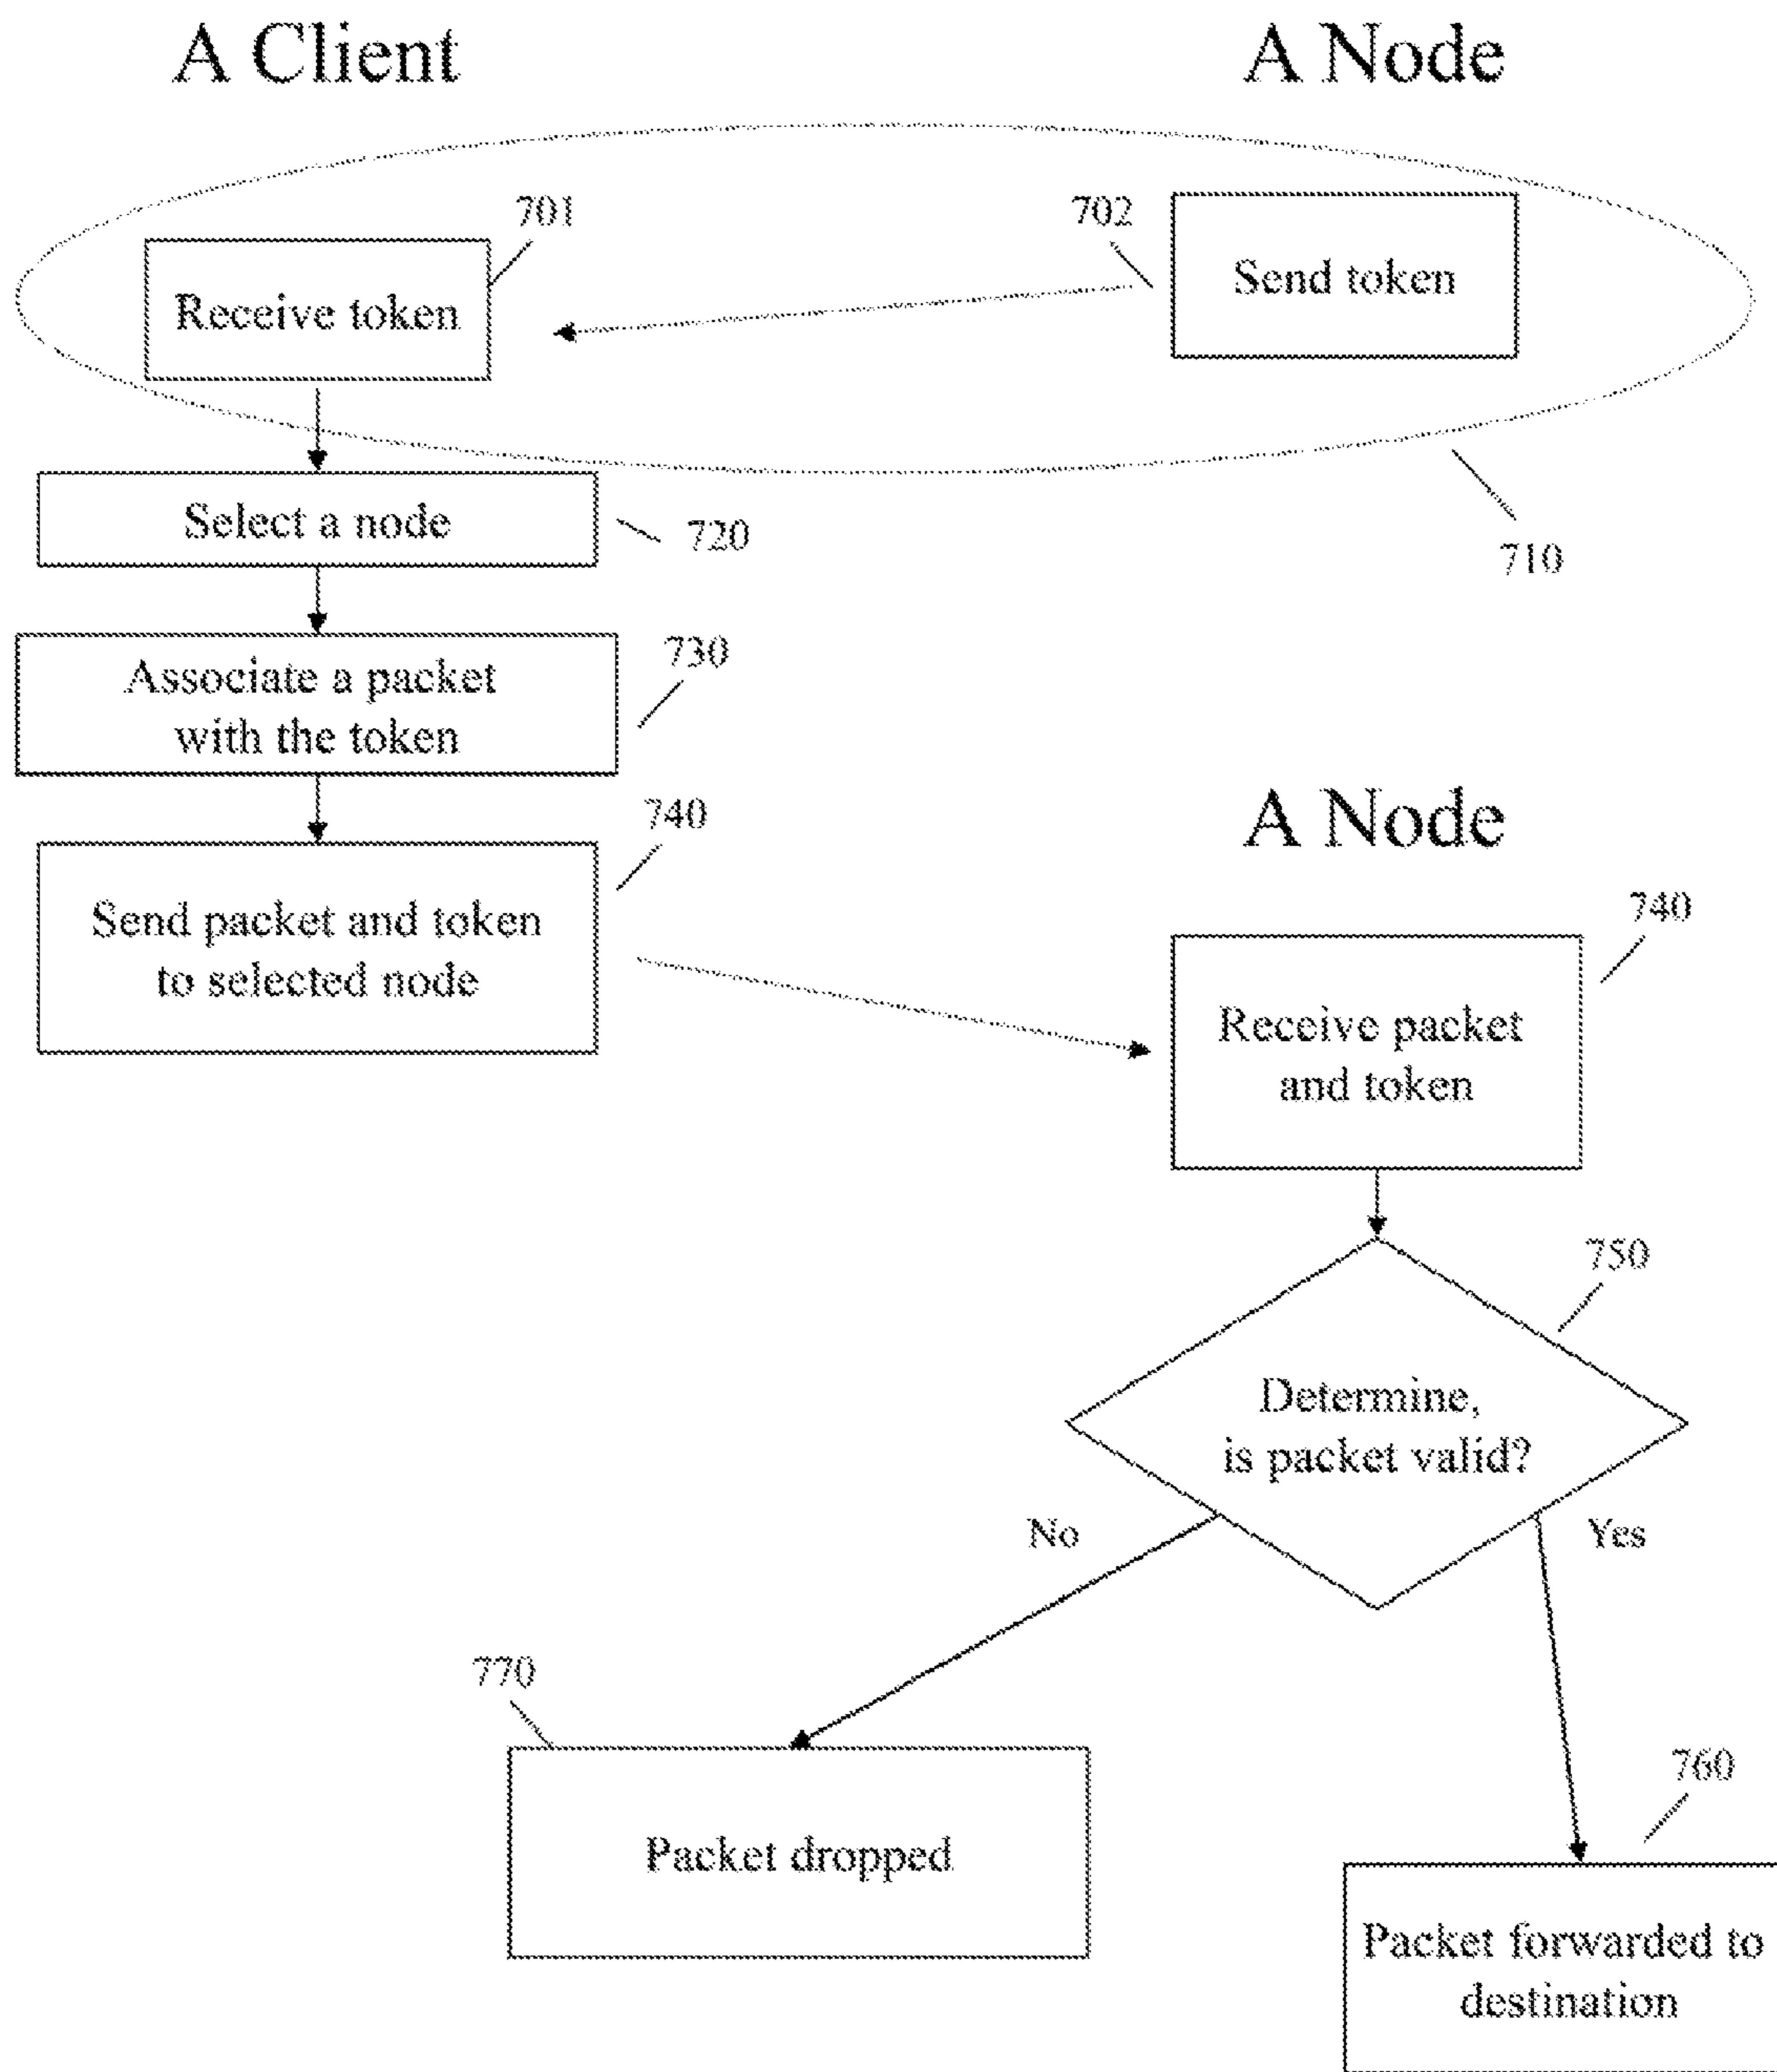 A Client
A Node
701
702
Receive token
Send token
Select a node
720
710
Associate a packet
with the token
730
A Node
740
Send packet and token
to selected node
740
Receive packet
and token
750
Determine,
is packet valid?
No
Yes
770
760
Packet dropped
Packet forwarded to
destination